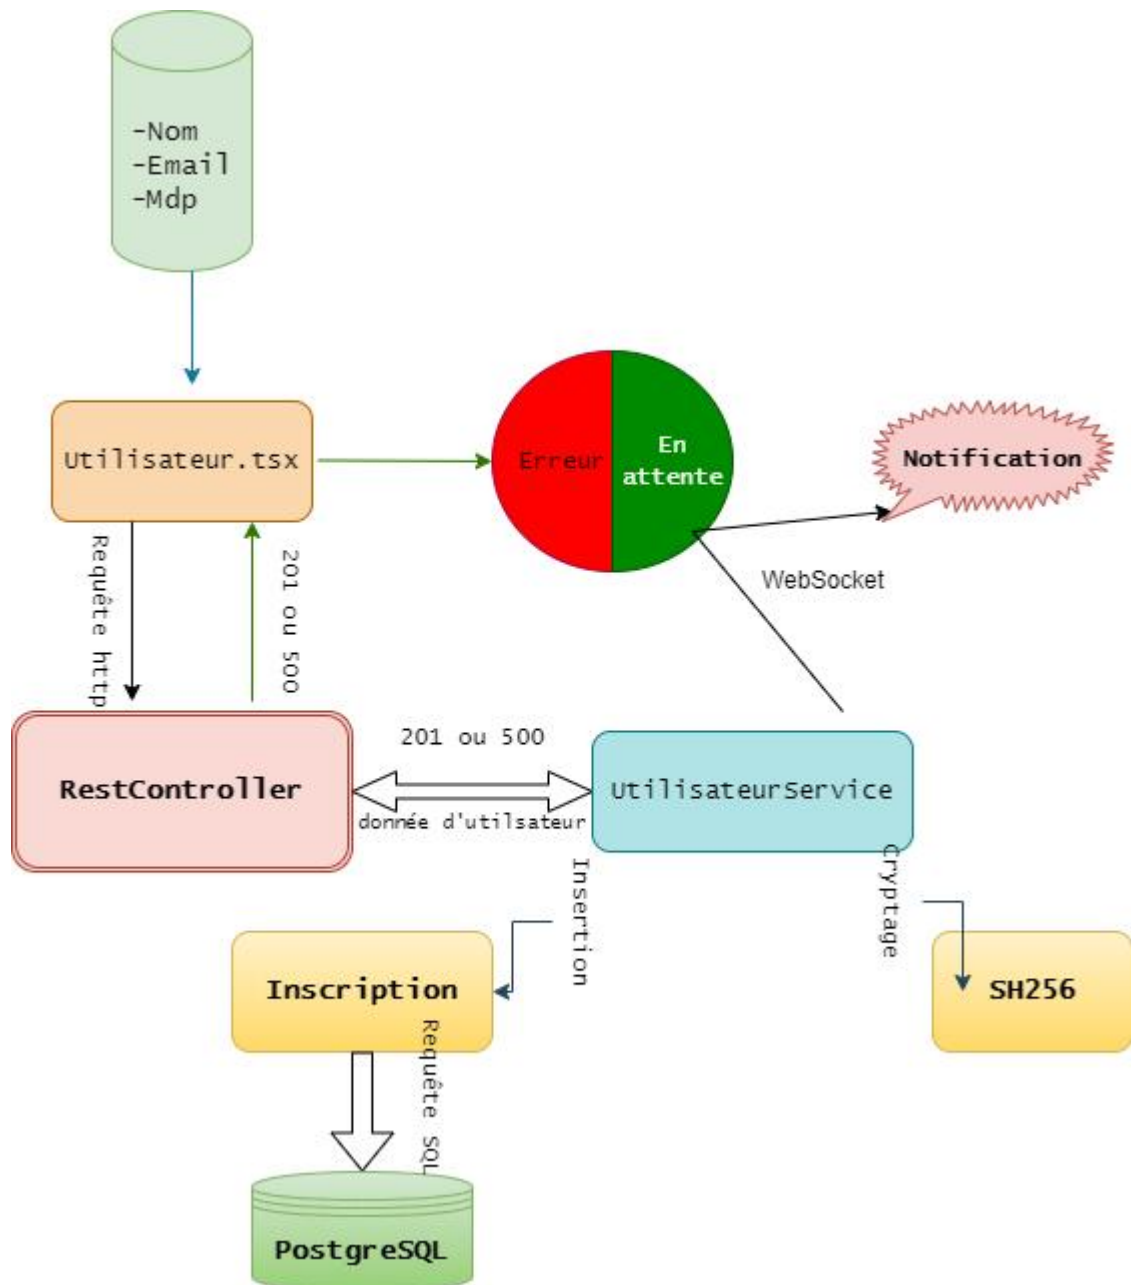 -Nom
-Email
-Mdp
Utilisateur.tsx
Erreur
En
attente
Notification
WebSocket
Requête http
201 ou 500
RestController
201 ou 500
donnée d'utilsateur
UtilisateurService
Insertion
Cryptage
Inscription
SH256
Requête SQL
PostgreSQL